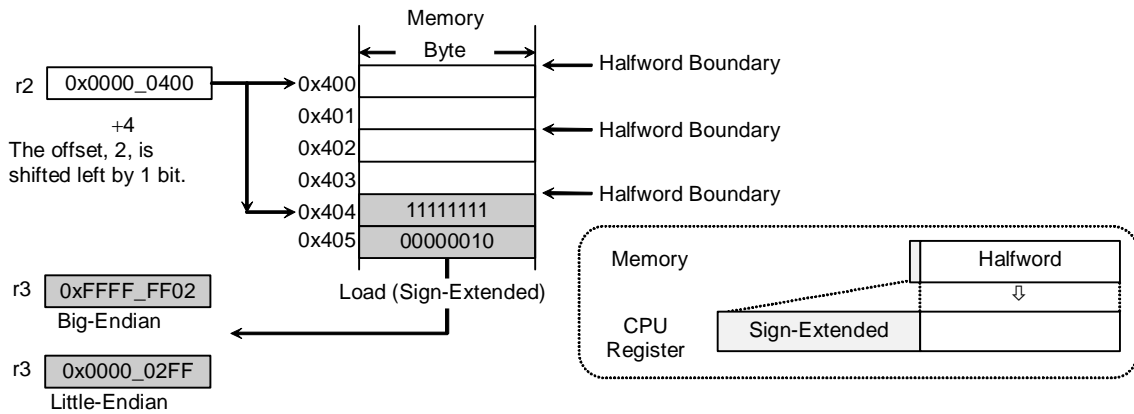 Memory
Byte
Halfword Boundary
r2 0x0000_0400
0x400
+4
The offset, 2, is
shifted left by 1 bit.
0x401
Halfword Boundary
0x402
0x403
Halfword Boundary
0x404 11111111
0x405 00000010
Load (Sign-Extended)
r3 0xFFFF_FF02
Big-Endian
r3 0x0000_02FF
Little-Endian
Memory Halfword
⇩
CPU
Register
Sign-Extended